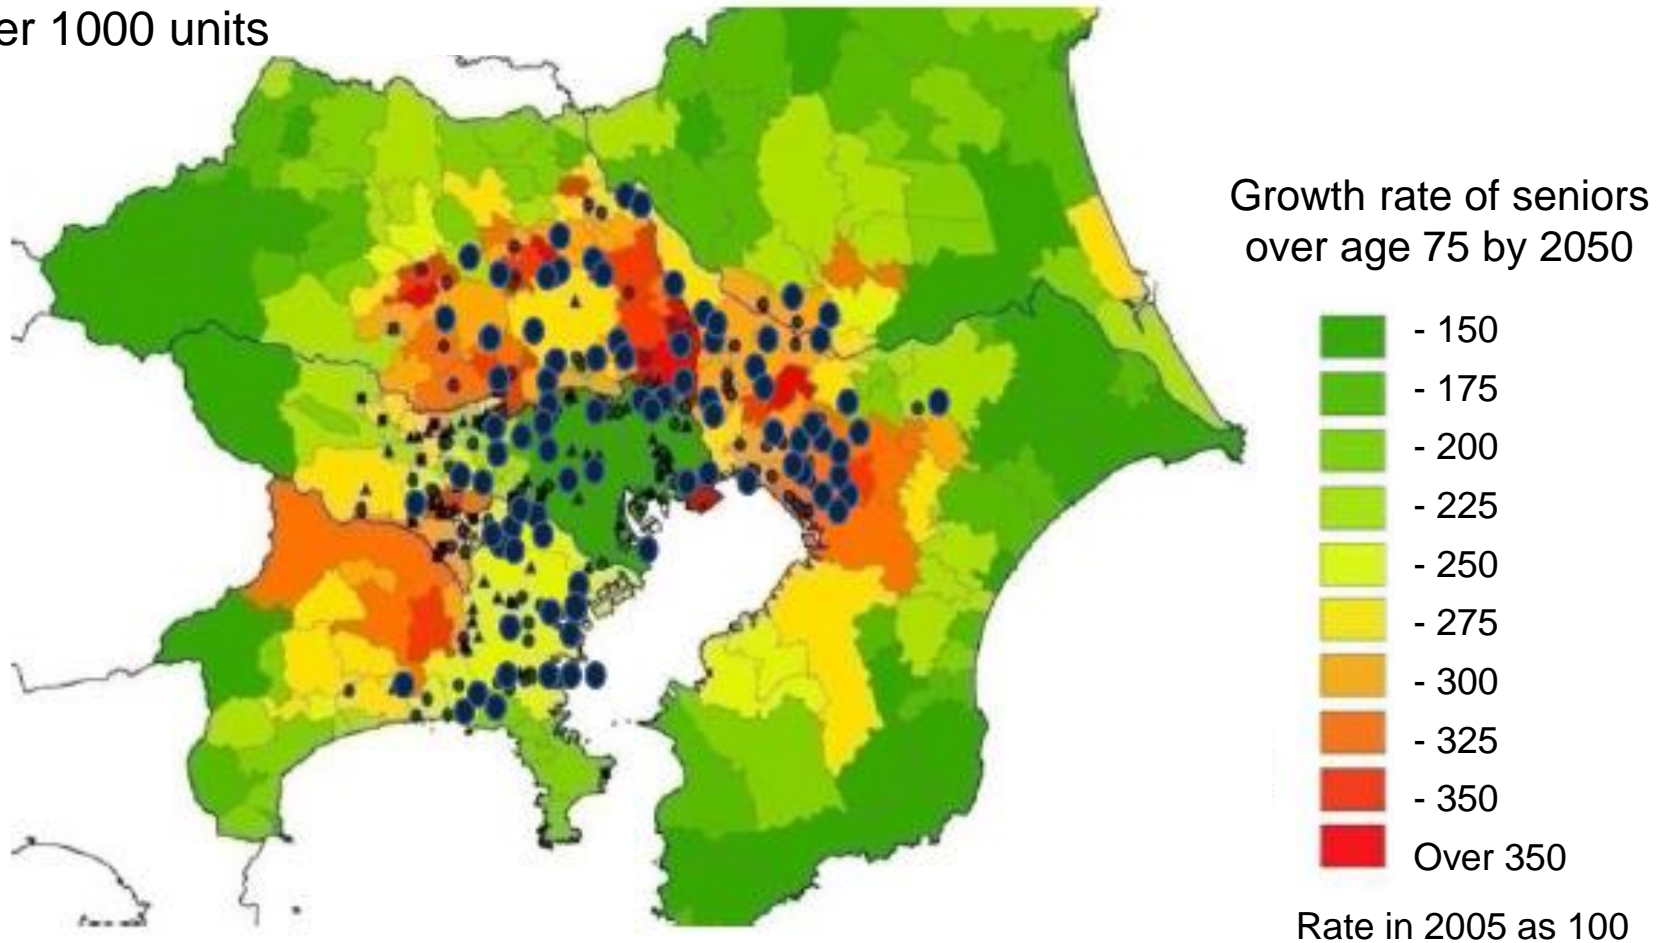 er 1000 units
Growth rate of seniors
over age 75 by 2050
- 150
- 175
- 200
- 225
- 250
- 275
- 300
- 325
- 350
Over 350
Rate in 2005 as 100